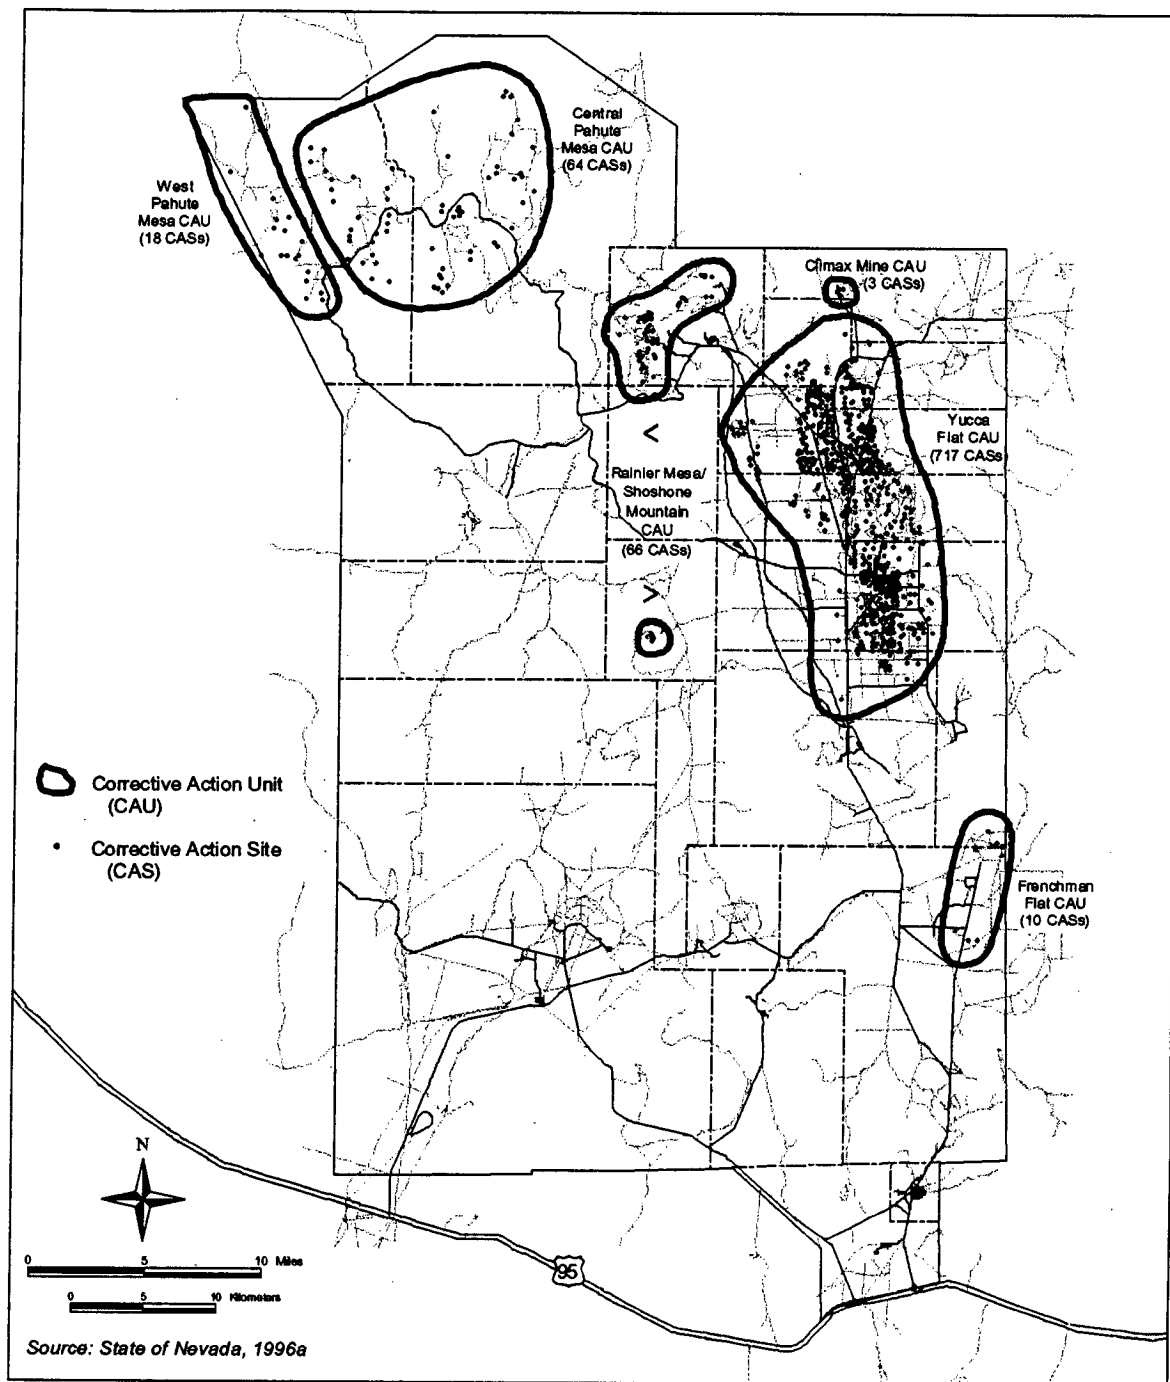 Central
Pahute
Mesa CAU
(64 CASs)
West
Pahute
Mesa CAU
(18 CASs)
Climax Mine CAU
(3 CASs)
Yucca
Flat CAU
(717 CASs)
<
Rainier Mesa/
Shoshone
Mountain
CAU
(66 CASs)
>
Corrective Action Unit
(CAU)
Corrective Action Site
(CAS)
Frenchman
Flat CAU
(10 CASs)
N
0 5 10 Miles
0 5 10 Kilometers
95
Source: State of Nevada, 1996a